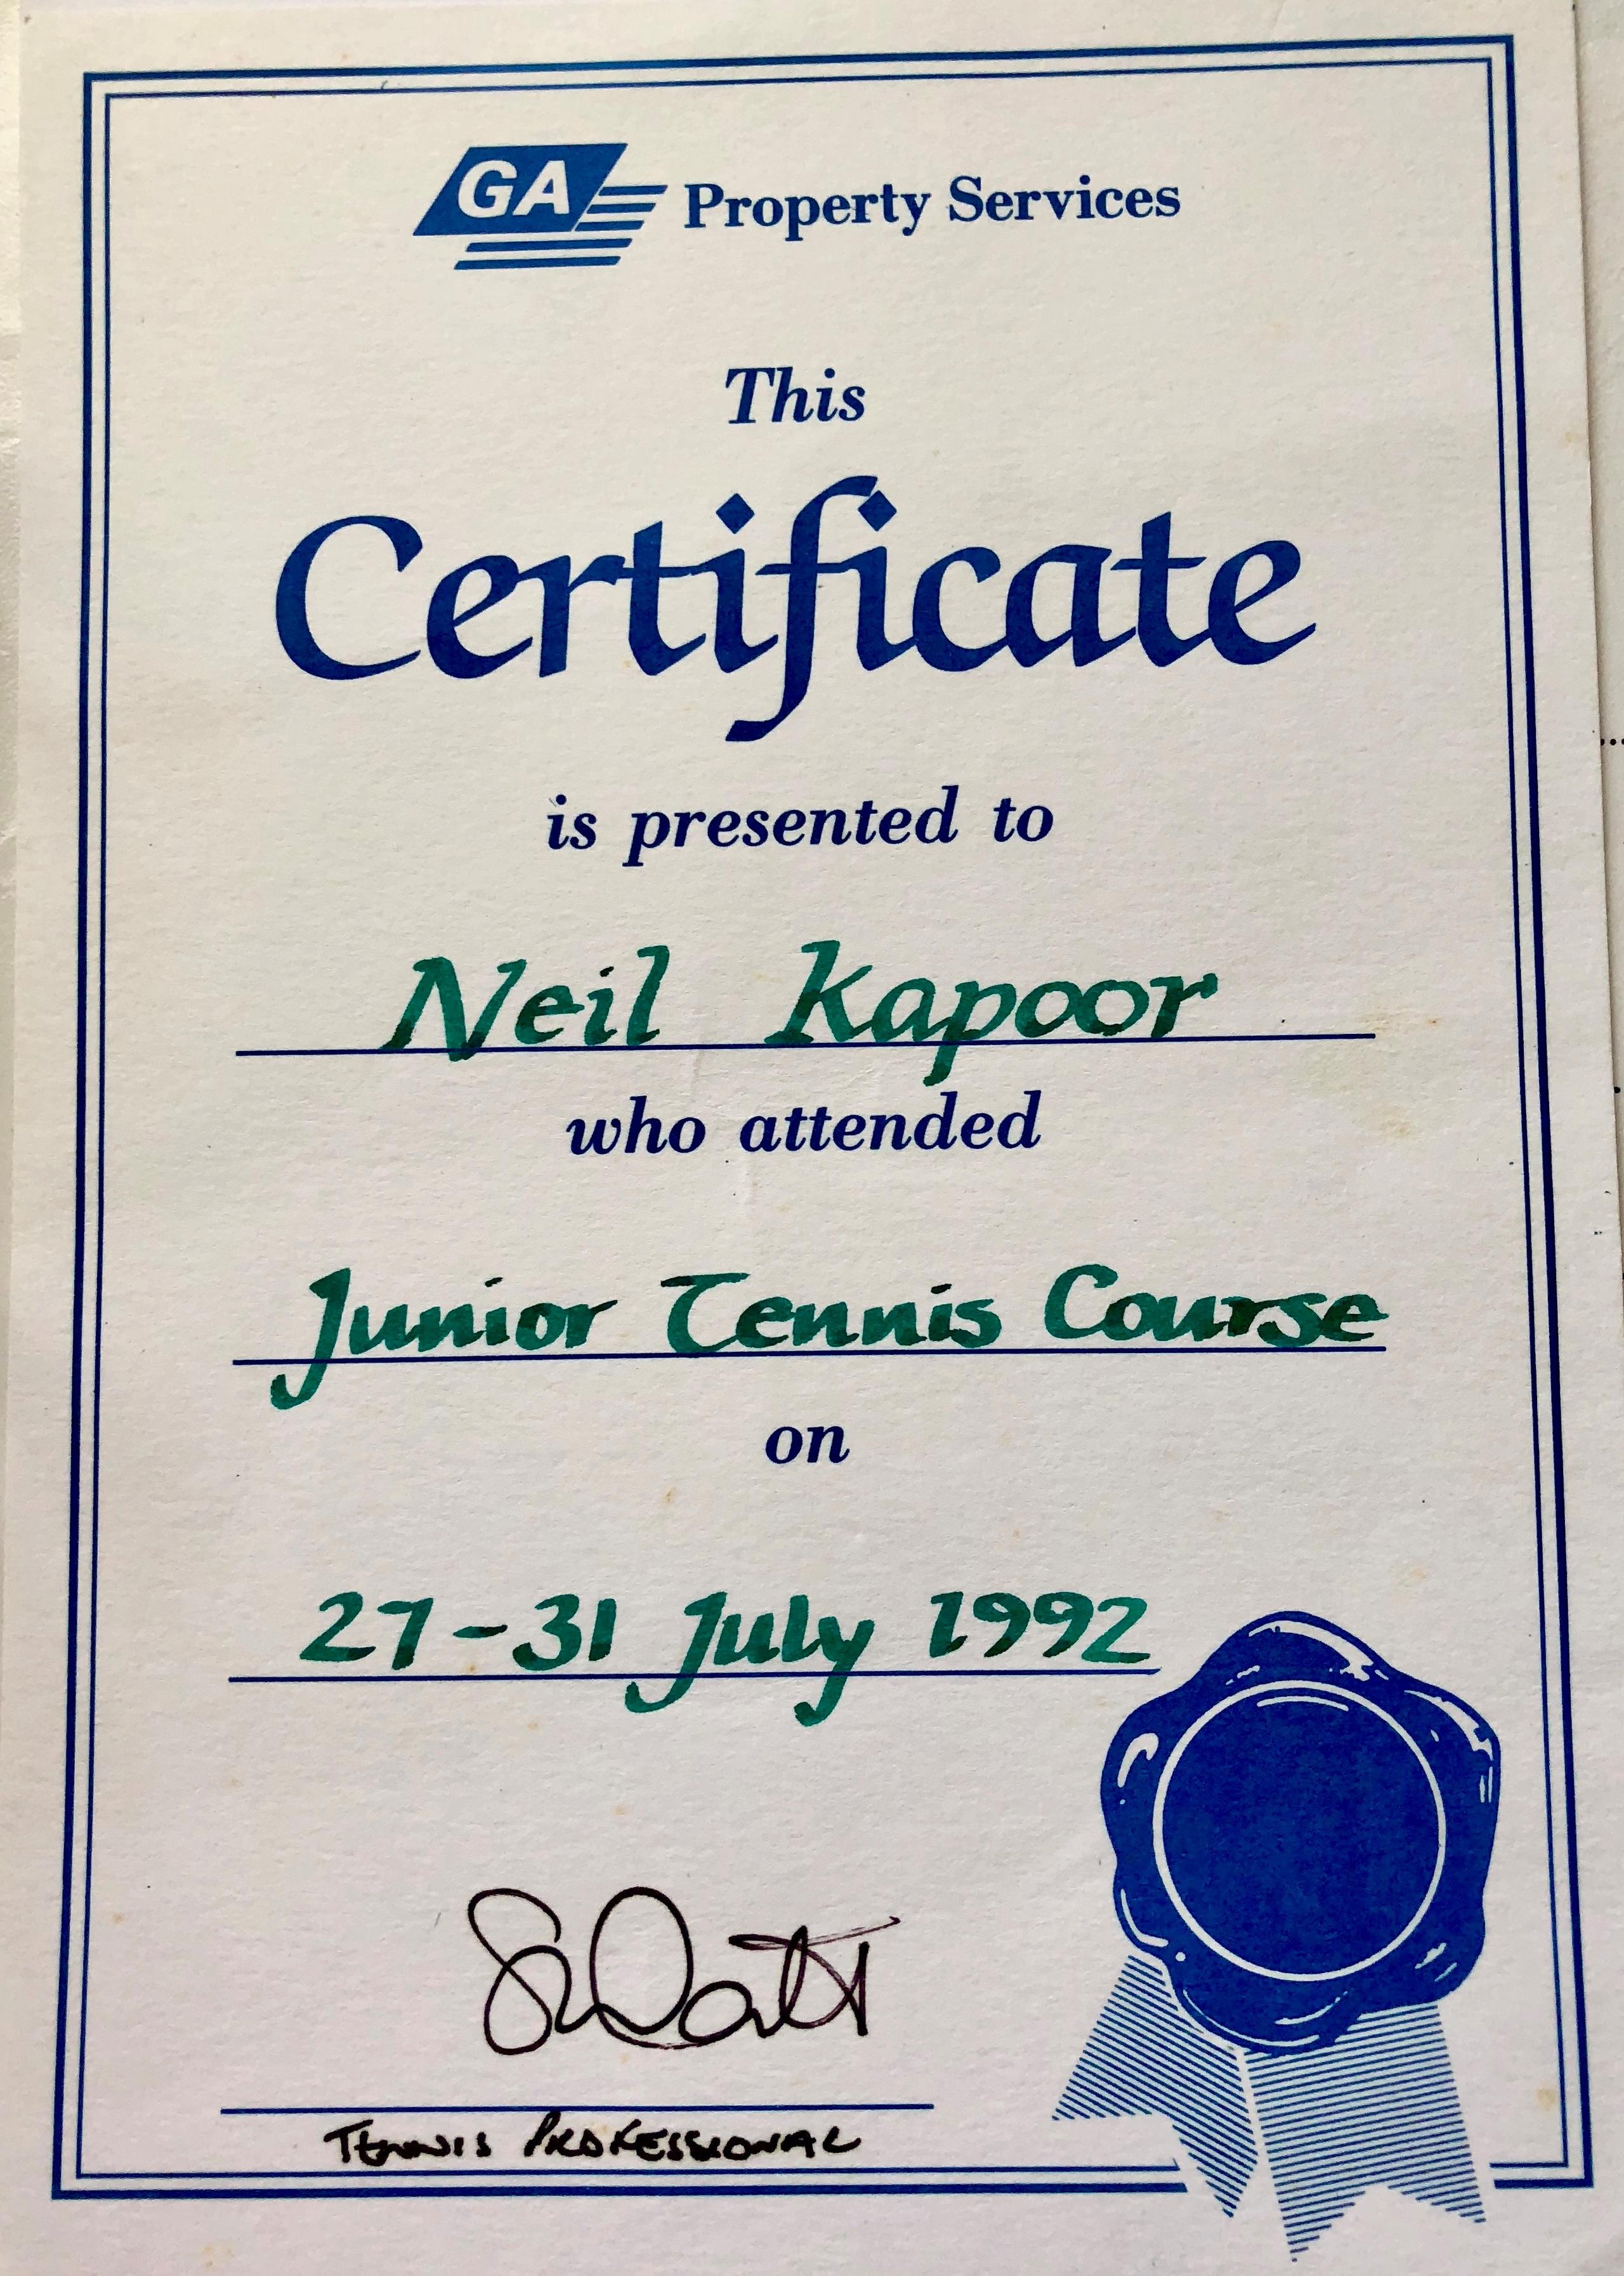 GA Property Services
This
Certificate
is presented to
Neil Kapoor
who attended
Junior Tennis Course
on
27-31 July 1992
TENNIS PROFESSIONAL